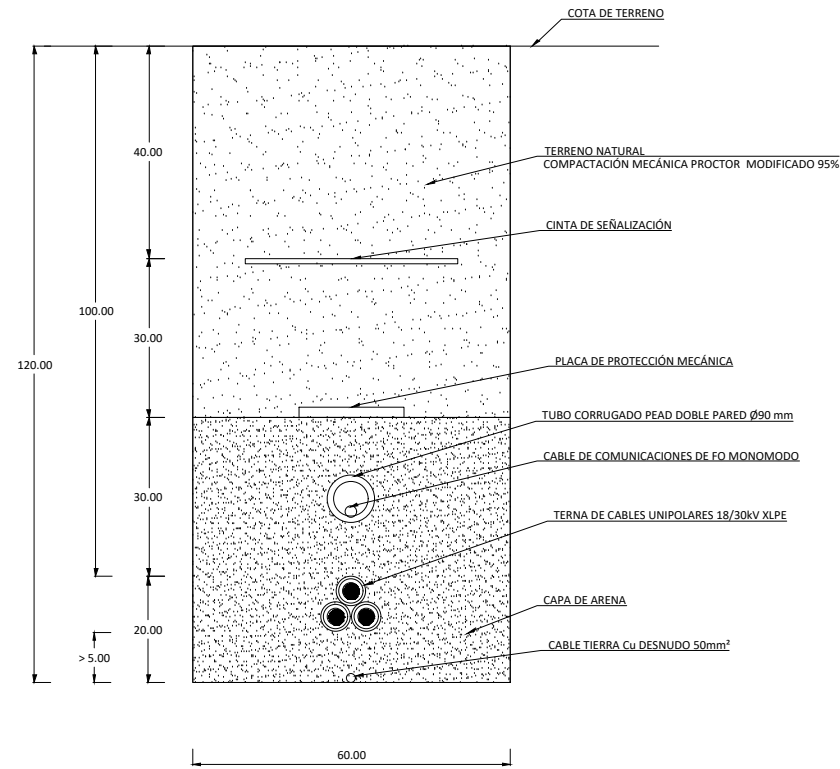 COTA DE TERRENO
40.00
TERRENO NATURAL
COMPACTACIÓN MECÁNICA PROCTOR MODIFICADO 95%
CINTA DE SEÑALIZACIÓN
100.00
30.00
120.00
PLACA DE PROTECCIÓN MECÁNICA
TUBO CORRUGADO PEAD DOBLE PARED Ø90 mm
CABLE DE COMUNICACIONES DE FO MONOMODO
30.00
TERNA DE CABLES UNIPOLARES 18/30kV XLPE
CAPA DE ARENA
20.00
CABLE TIERRA Cu DESNUDO 50mm²
> 5.00
60.00